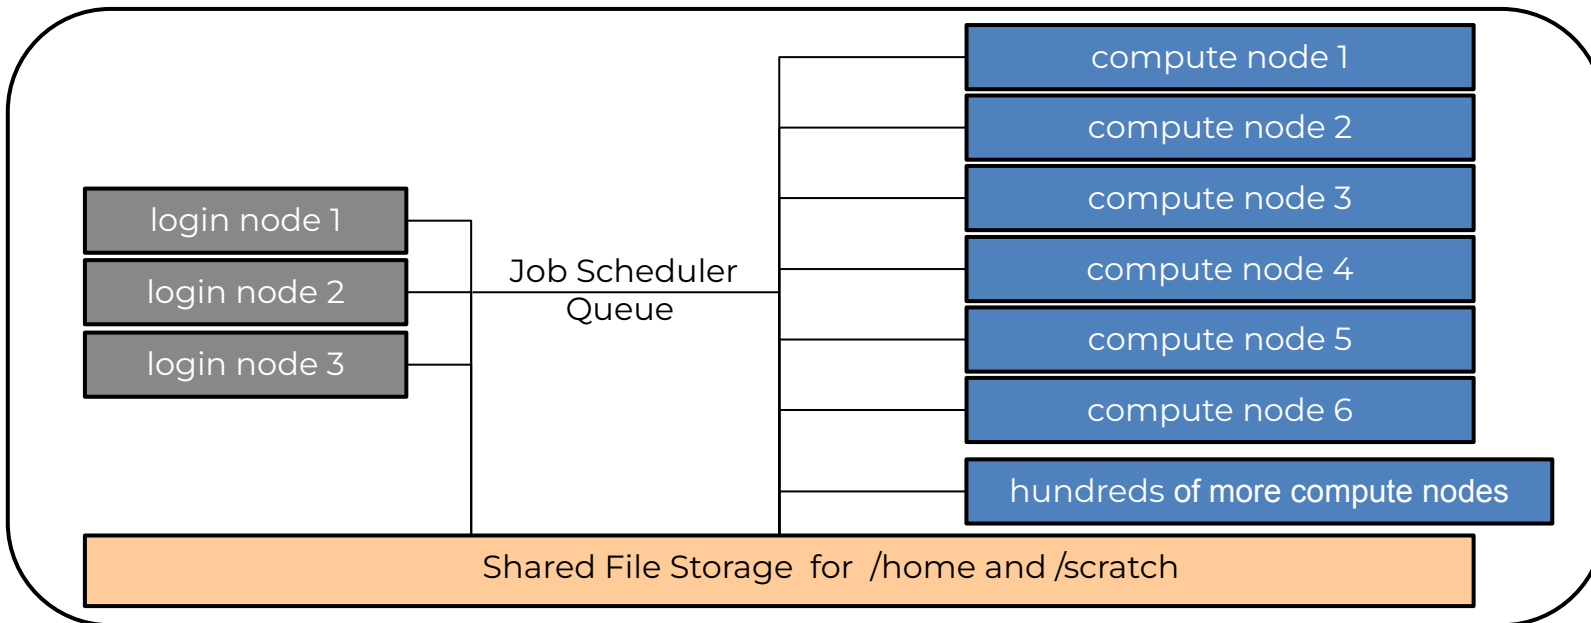 login node 1
login node 2
login node 3
Job Scheduler
Queue
compute node 1
compute node 2
compute node 3
compute node 4
compute node 5
compute node 6
hundreds of more compute nodes
Shared File Storage for /home and /scratch